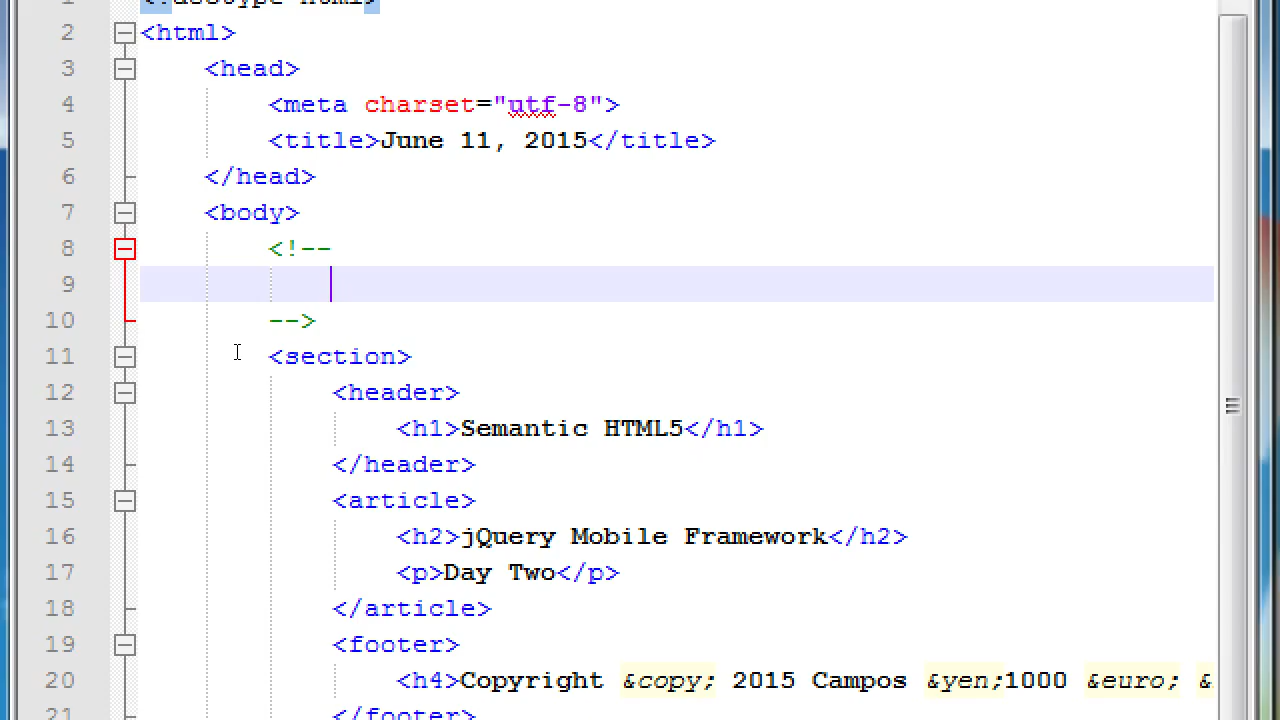 1 <!doctype html>
2 <html>
3 <head>
4 <meta charset="utf-8">
5 <title>June 11, 2015</title>
6 </head>
7 <body>
8 <!--
9
10 -->
11 <section>
12 <header>
13 <h1>Semantic HTML5</h1>
14 </header>
15 <article>
16 <h2>jQuery Mobile Framework</h2>
17 <p>Day Two</p>
18 </article>
19 <footer>
20 <h4>Copyright &copy; 2015 Campos &yen;1000 &euro; &
21 </footer>